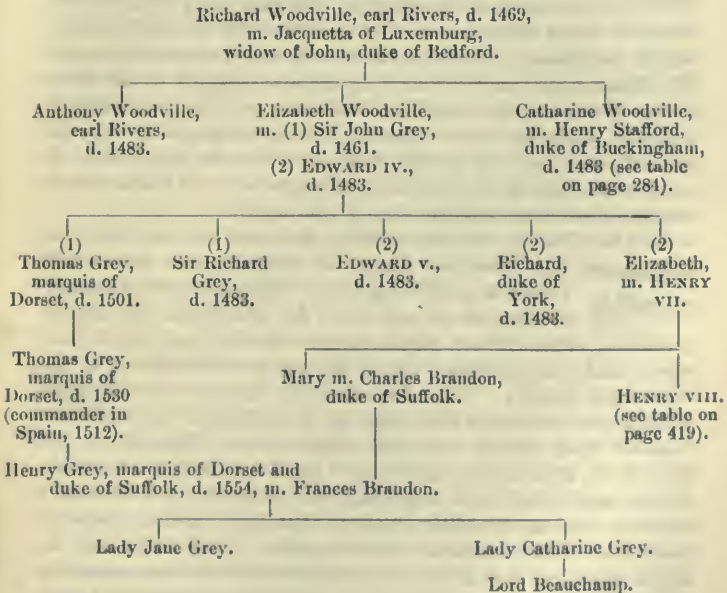 Richard Woodville, earl Rivers, d. 1469,
m. Jacquetta of Luxemburg,
widow of John, duke of Bedford.
Anthony Woodville,
earl Rivers,
d. 1483.
Elizabeth Woodville,
m. (1) Sir John Grey,
d. 1461.
(2) EDWARD IV.,
d. 1483.
Catharine Woodville,
m. Henry Stafford,
duke of Buckingham,
d. 1483 (see table
on page 284).
(1)
Thomas Grey,
marquis of
Dorset, d. 1501.
(1)
Sir Richard
Grey,
d. 1483.
(2)
EDWARD V.,
d. 1483.
(2)
Richard,
duke of
York,
d. 1483.
(2)
Elizabeth,
m. HENRY
VII.
Thomas Grey,
marquis of
Dorset, d. 1530
(commander in
Spain, 1512).
Mary m. Charles Brandon,
duke of Suffolk.
HENRY VIII.
(see table on
page 419).
Henry Grey, marquis of Dorset and
duke of Suffolk, d. 1554, m. Frances Brandon.
Lady Jane Grey.
Lady Catharine Grey.
Lord Beauchamp.